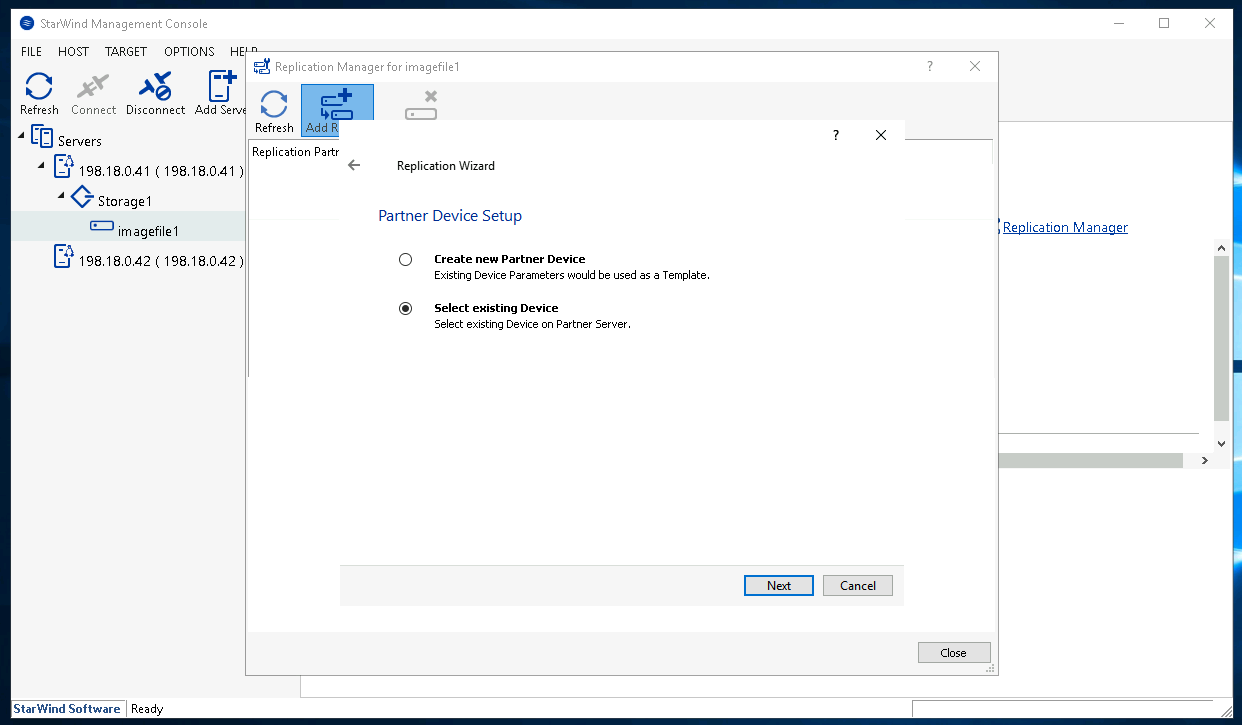 StarWind Management Console
FILE HOST TARGET OPTIONS HELP
Replication Manager for imagefile1
?
Refresh Connect Disconnect Add Serve
Refresh Add R
Replication Partn
Servers
198.18.0.41 ( 198.18.0.41 )
Storage1
imagefile1
198.18.0.42 ( 198.18.0.42 )
?
Replication Wizard
Partner Device Setup
Create new Partner Device
Existing Device Parameters would be used as a Template.
Select existing Device
Select existing Device on Partner Server.
Next Cancel
Replication Manager
Close
StarWind Software Ready